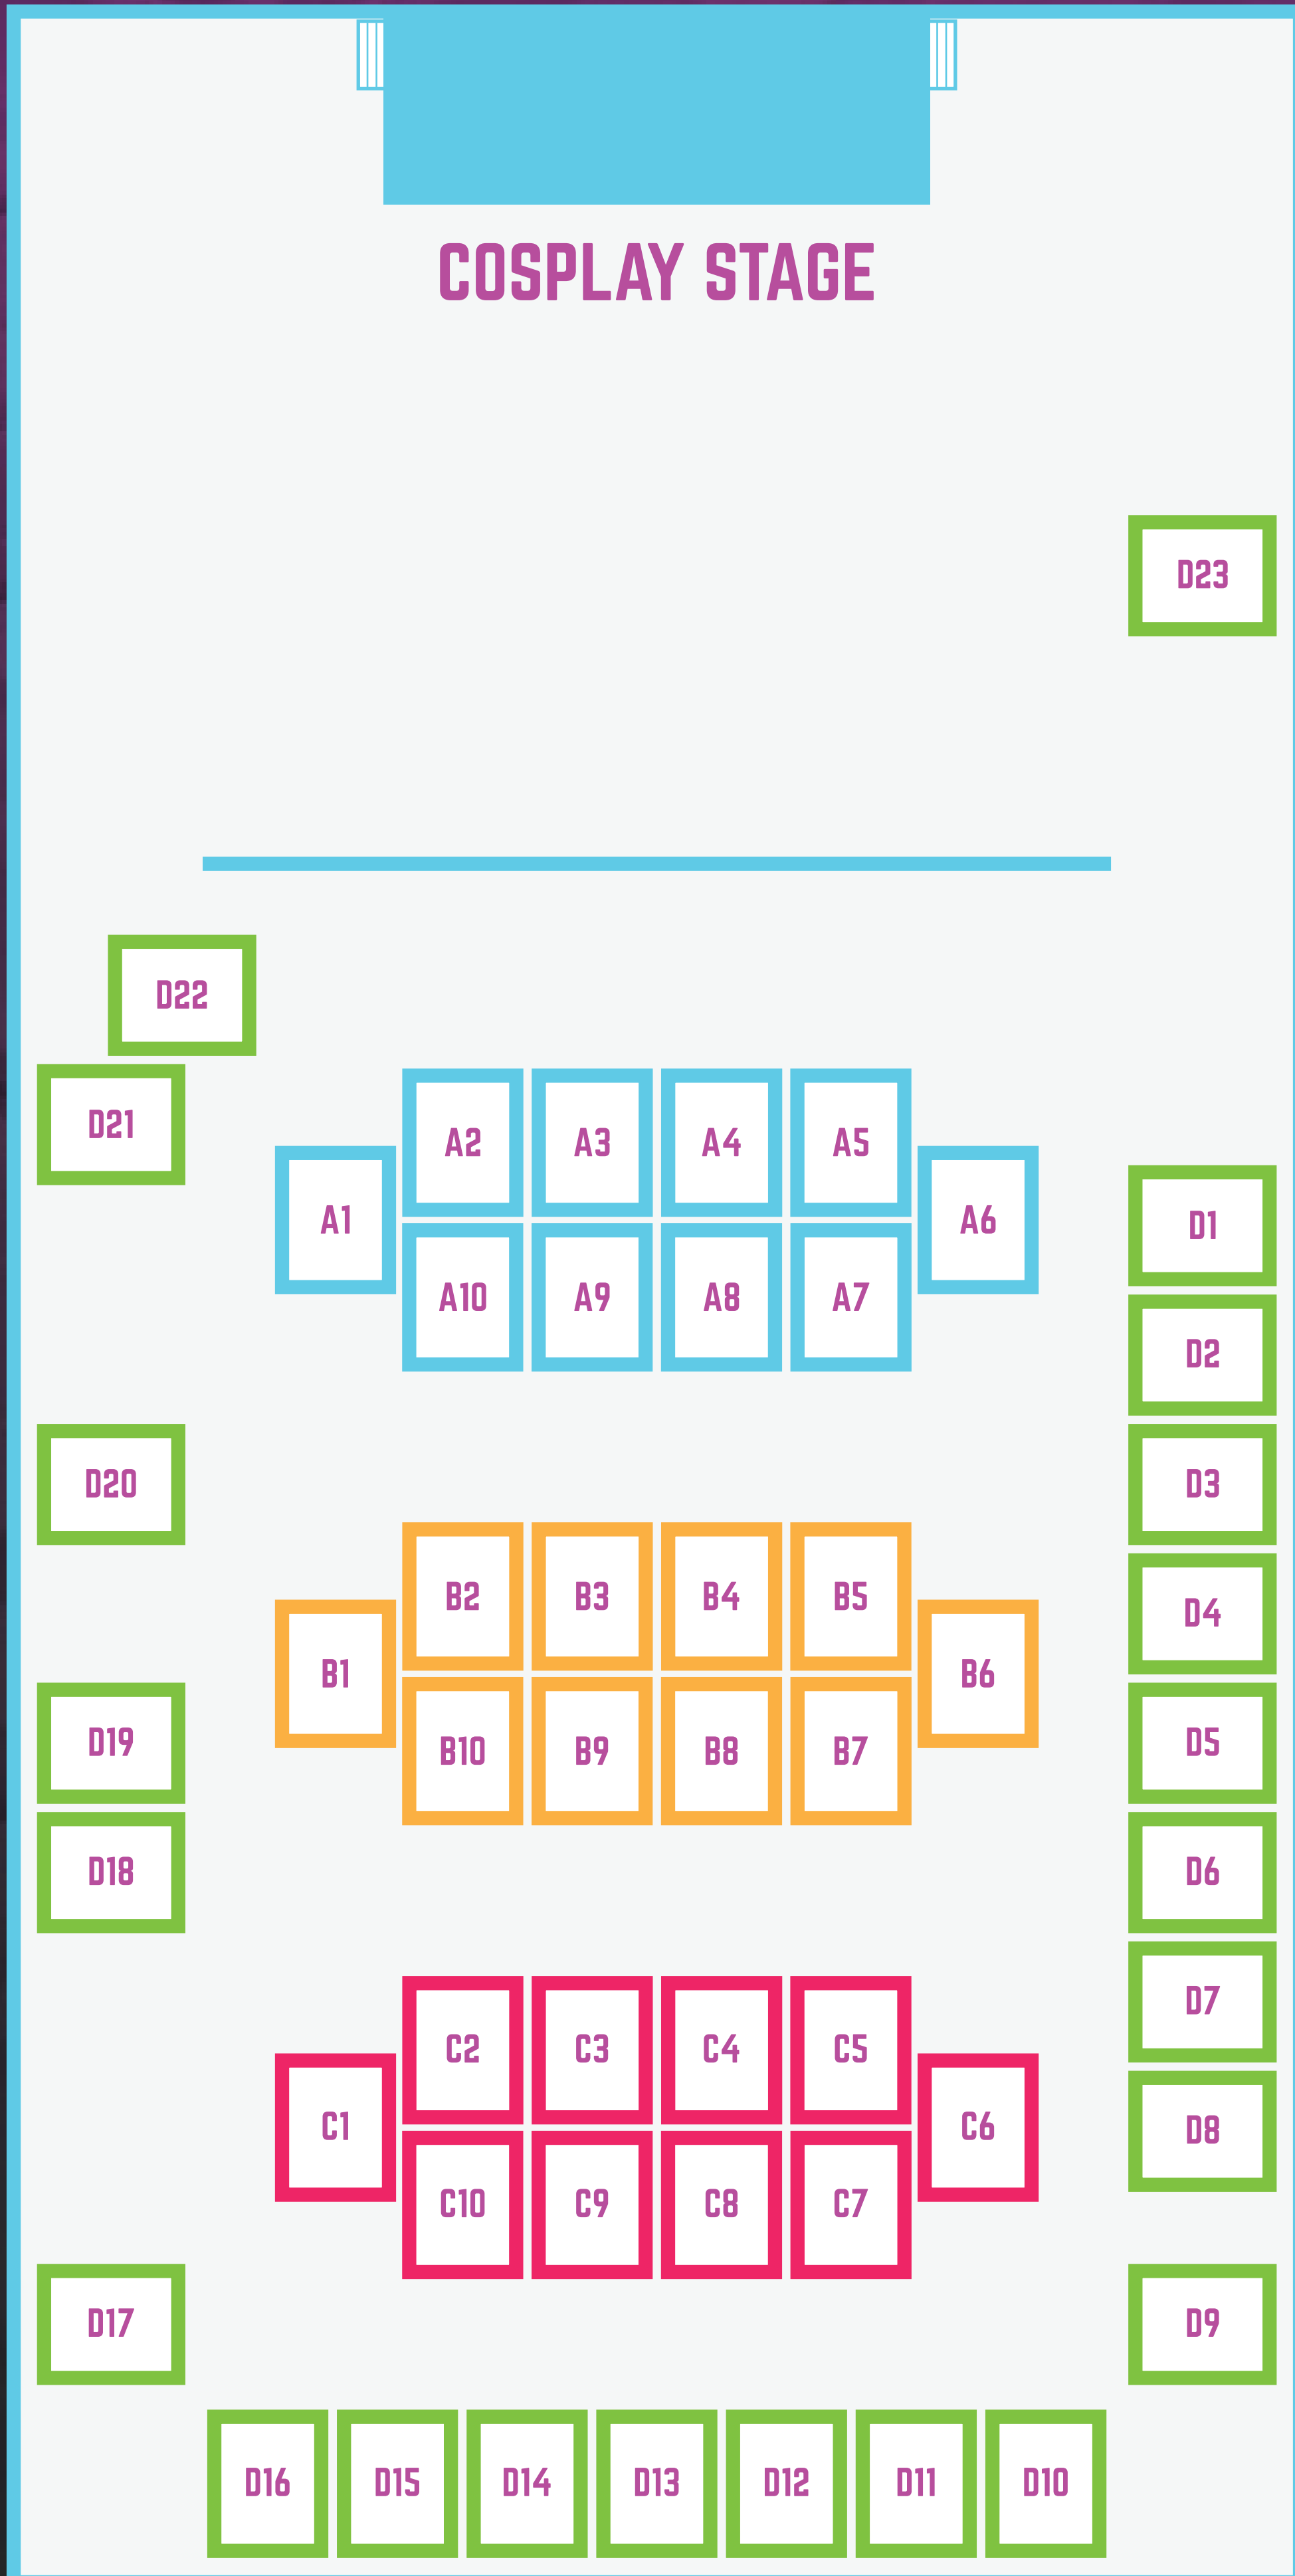 COSPLAY STAGE
D23
D22
D21
A2 A3 A4 A5
A1 A6
D1
A10 A9 A8 A7
D2
D20 D3
B2 B3 B4 B5
D4
B1 B6
D19 D5
B10 B9 B8 B7
D18 D6
D7
C2 C3 C4 C5
C1 C6
D8
C10 C9 C8 C7
D17 D9
D16 D15 D14 D13 D12 D11 D10